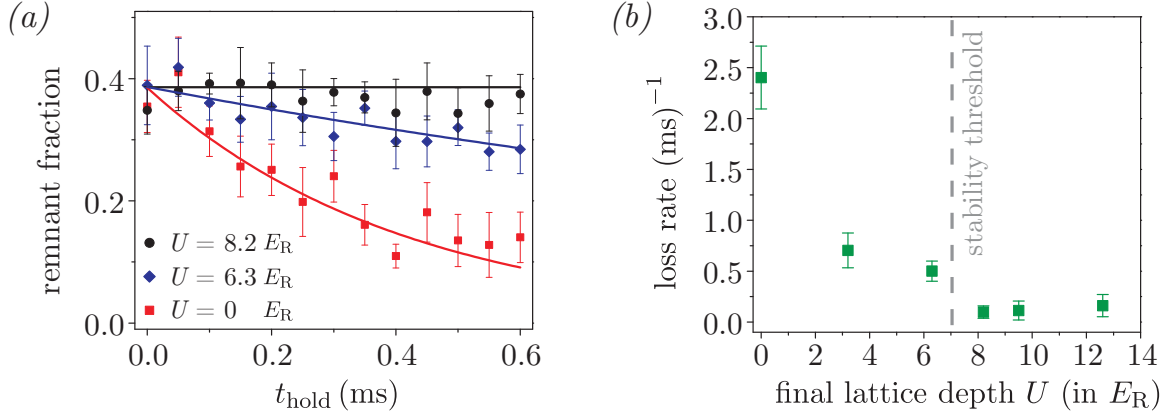 (a)
remnant fraction
0.4
0.2
0.0
U = 8.2 E_R
U = 6.3 E_R
U = 0 E_R
0.0 0.2 0.4 0.6
t_hold (ms)
(b)
loss rate (ms)⁻¹
3.0
2.5
2.0
1.5
1.0
0.5
0.0
stability threshold
0 2 4 6 8 10 12 14
final lattice depth U (in E_R)